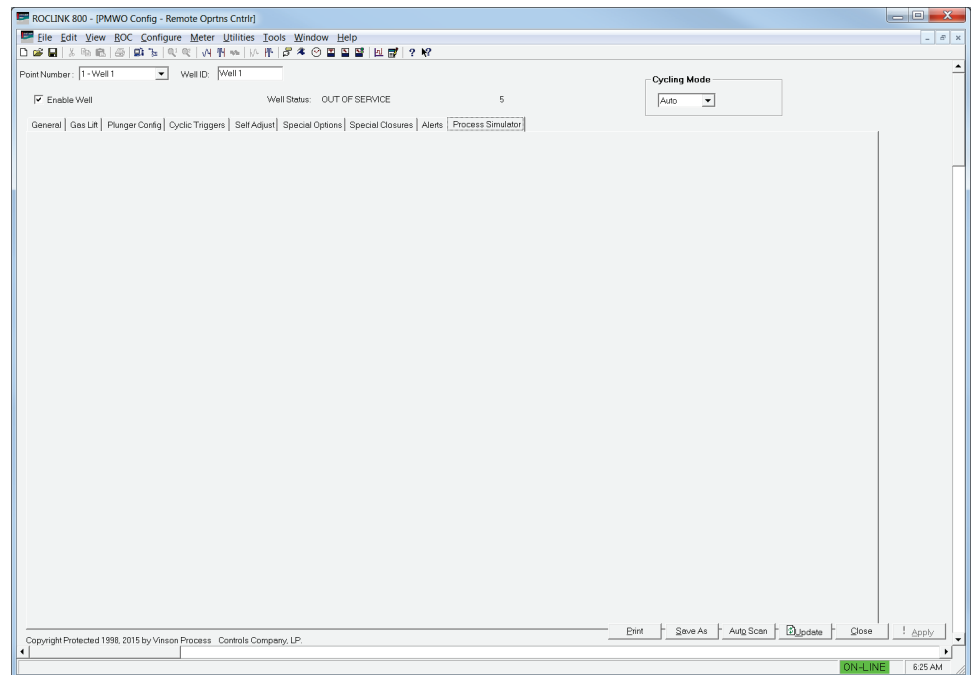 ROCLINK 800 - [PMWO Config - Remote Oprtns Cntrlr]
File Edit View ROC Configure Meter Utilities Tools Window Help
Point Number: 1 - Well 1 Well ID: Well 1
Cycling Mode
Enable Well Well Status: OUT OF SERVICE 5 Auto
General Gas Lift Plunger Config Cyclic Triggers Self Adjust Special Options Special Closures Alerts Process Simulator
Print Save As Auto Scan Update Close ! Apply
Copyright Protected 1998, 2015 by Vinson Process Controls Company, LP.
ON-LINE 6:25 AM